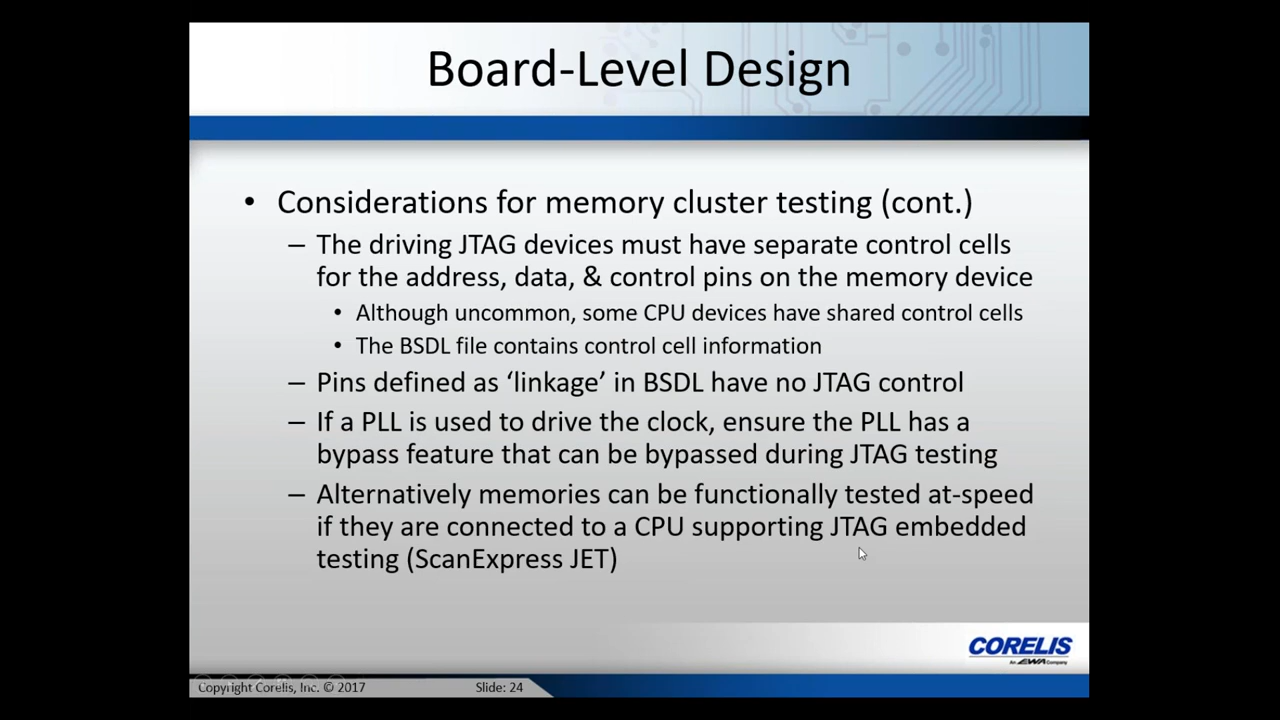 Board-Level Design
• Considerations for memory cluster testing (cont.)
– The driving JTAG devices must have separate control cells
for the address, data, & control pins on the memory device
• Although uncommon, some CPU devices have shared control cells
• The BSDL file contains control cell information
– Pins defined as ‘linkage’ in BSDL have no JTAG control
– If a PLL is used to drive the clock, ensure the PLL has a
bypass feature that can be bypassed during JTAG testing
– Alternatively memories can be functionally tested at-speed
if they are connected to a CPU supporting JTAG embedded
testing (ScanExpress JET)
CORELIS
An EWA Company
Copyright Corelis, Inc. © 2017
Slide: 24